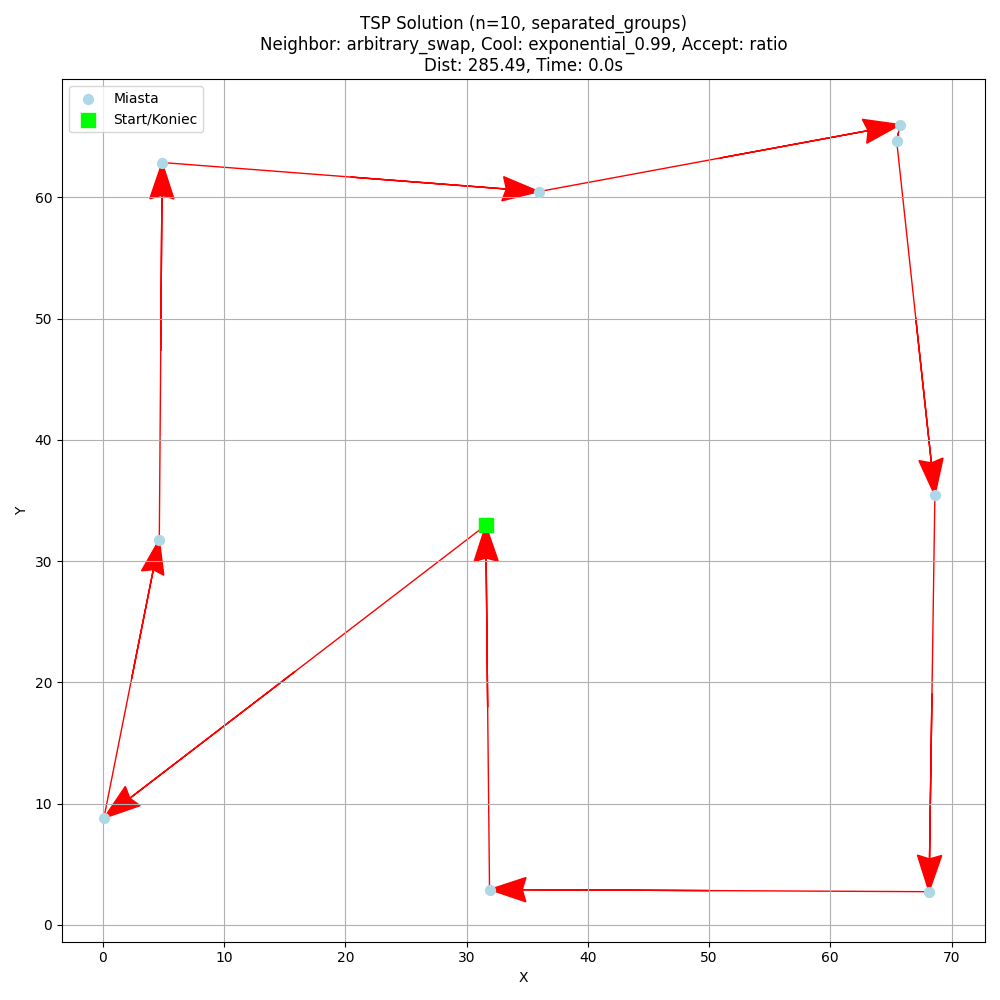 TSP Solution (n=10, separated_groups)
Neighbor: arbitrary_swap, Cool: exponential_0.99, Accept: ratio
Dist: 285.49, Time: 0.0s
Miasta
Start/Koniec
60
50
40
30
20
10
0
Y
0 10 20 30 40 50 60 70
X